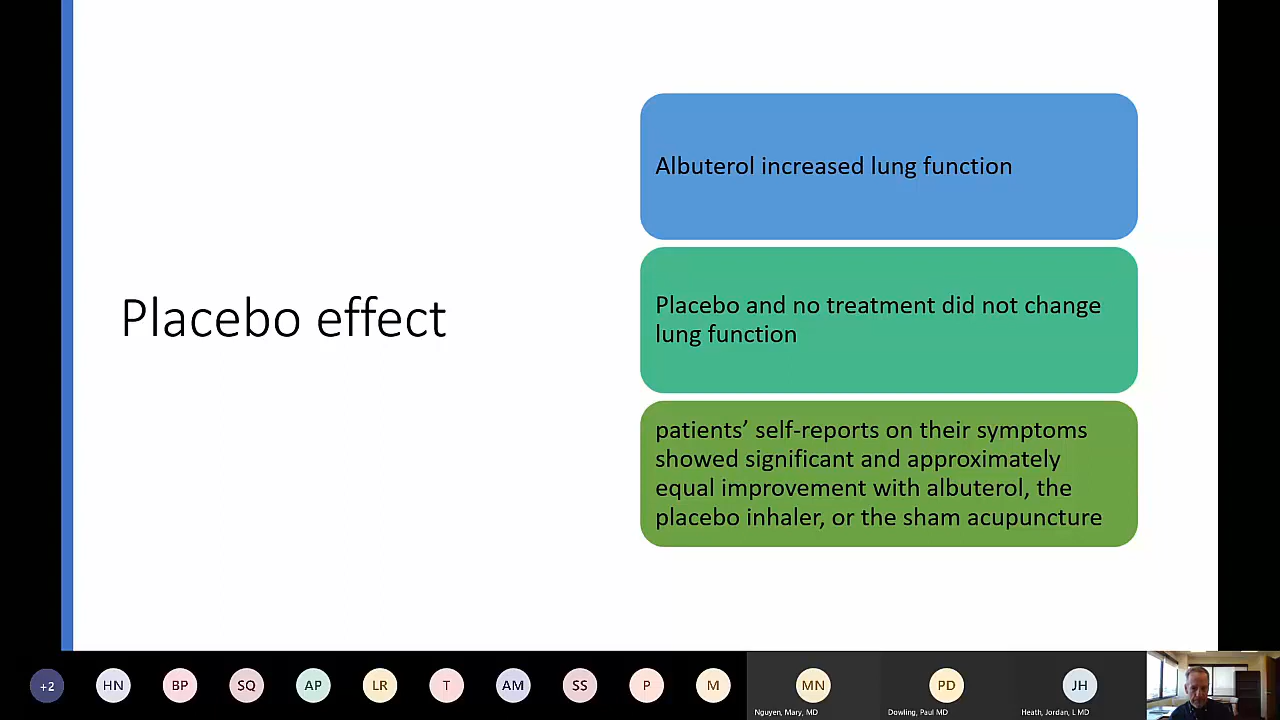 Placebo effect
Albuterol increased lung function
Placebo and no treatment did not change
lung function
patients’ self-reports on their symptoms
showed significant and approximately
equal improvement with albuterol, the
placebo inhaler, or the sham acupuncture
+2
HN
BP
SQ
AP
LR
T
AM
SS
P
M
MN
PD
JH
Nguyen, Mary, MD
Dowling, Paul MD
Heath, Jordan, L MD